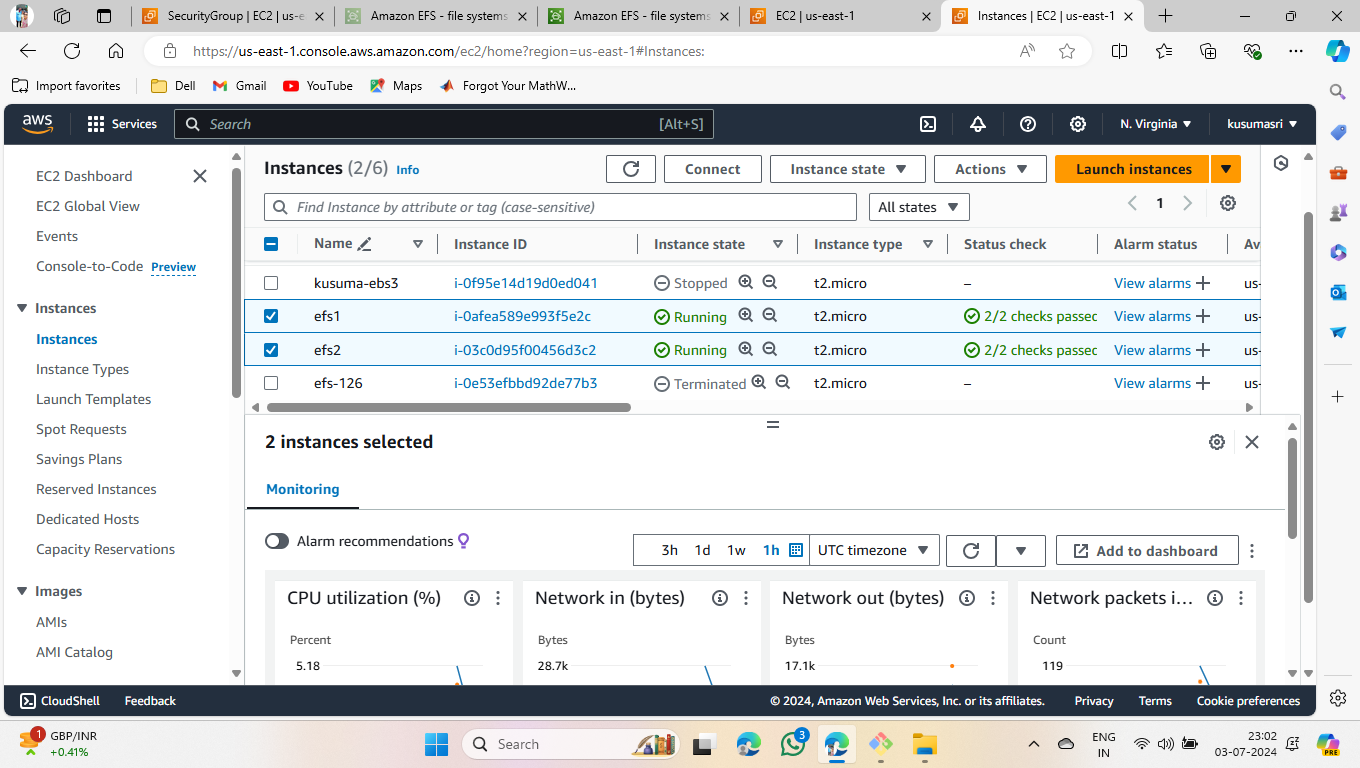 SecurityGroup | EC2 | us-e
Amazon EFS - file systems
Amazon EFS - file systems
EC2 | us-east-1
Instances | EC2 | us-east-1
https://us-east-1.console.aws.amazon.com/ec2/home?region=us-east-1#Instances:
Import favorites
Dell
Gmail
YouTube
Maps
Forgot Your MathW...
aws
Services
Search
[Alt+S]
N. Virginia
kusumasri
EC2 Dashboard
EC2 Global View
Events
Console-to-Code Preview
Instances
Instances
Instance Types
Launch Templates
Spot Requests
Savings Plans
Reserved Instances
Dedicated Hosts
Capacity Reservations
Images
AMIs
AMI Catalog
Instances (2/6) Info
Connect
Instance state
Actions
Launch instances
Find Instance by attribute or tag (case-sensitive)
All states
1
Name Instance ID Instance state Instance type Status check Alarm status Av
kusuma-ebs3 i-0f95e14d19d0ed041 Stopped t2.micro – View alarms us-
efs1 i-0afea589e993f5e2c Running t2.micro 2/2 checks passec View alarms us-
efs2 i-03c0d95f00456d3c2 Running t2.micro 2/2 checks passec View alarms us-
efs-126 i-0e53efbbd92de77b3 Terminated t2.micro – View alarms us-
2 instances selected
Monitoring
Alarm recommendations
3h 1d 1w 1h UTC timezone
Add to dashboard
CPU utilization (%)
Percent
5.18
Network in (bytes)
Bytes
28.7k
Network out (bytes)
Bytes
17.1k
Network packets i...
Count
119
CloudShell
Feedback
© 2024, Amazon Web Services, Inc. or its affiliates.
Privacy
Terms
Cookie preferences
1
GBP/INR
+0.41%
Search
3
ENG
IN
23:02
03-07-2024
PRE